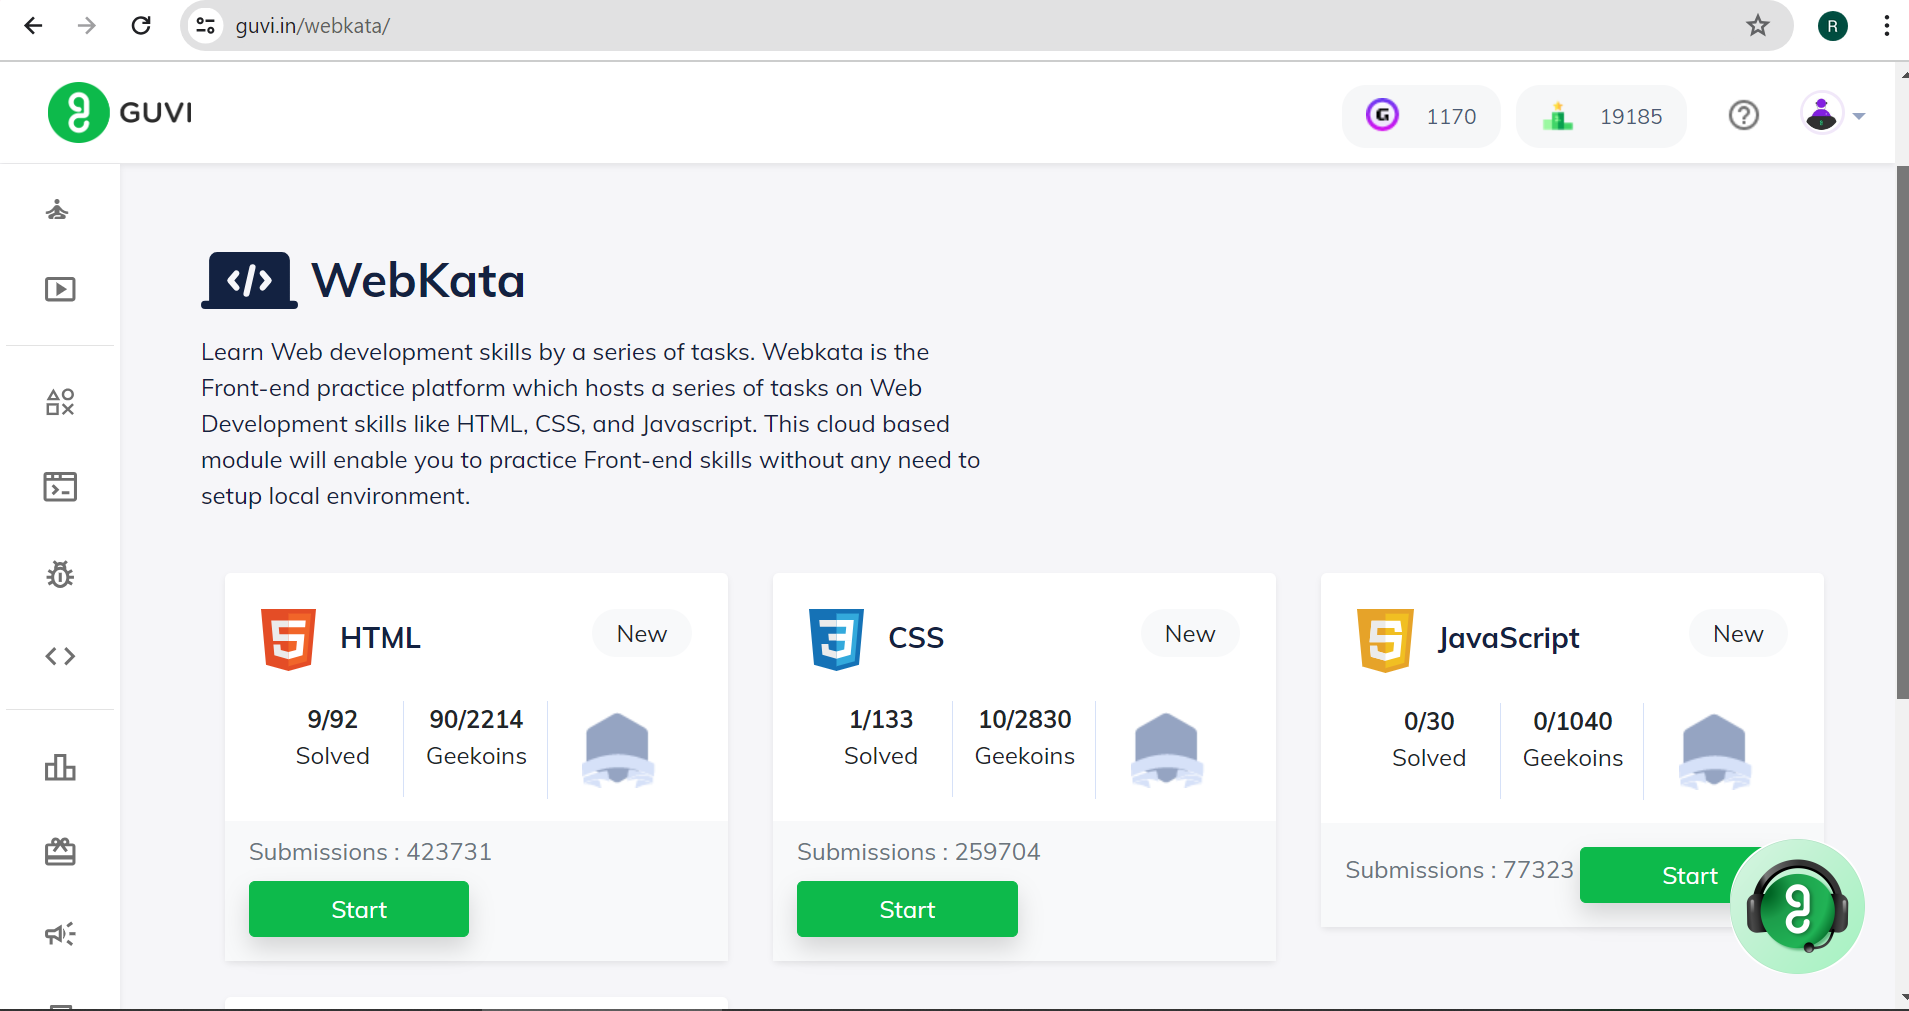 guvi.in/webkata/
R
GUVI
G
1170
19185
WebKata
Learn Web development skills by a series of tasks. Webkata is the
Front-end practice platform which hosts a series of tasks on Web
Development skills like HTML, CSS, and Javascript. This cloud based
module will enable you to practice Front-end skills without any need to
setup local environment.
HTML
New
9/92
Solved
90/2214
Geekoins
Submissions : 423731
Start
CSS
New
1/133
Solved
10/2830
Geekoins
Submissions : 259704
Start
JavaScript
New
0/30
Solved
0/1040
Geekoins
Submissions : 77323
Start